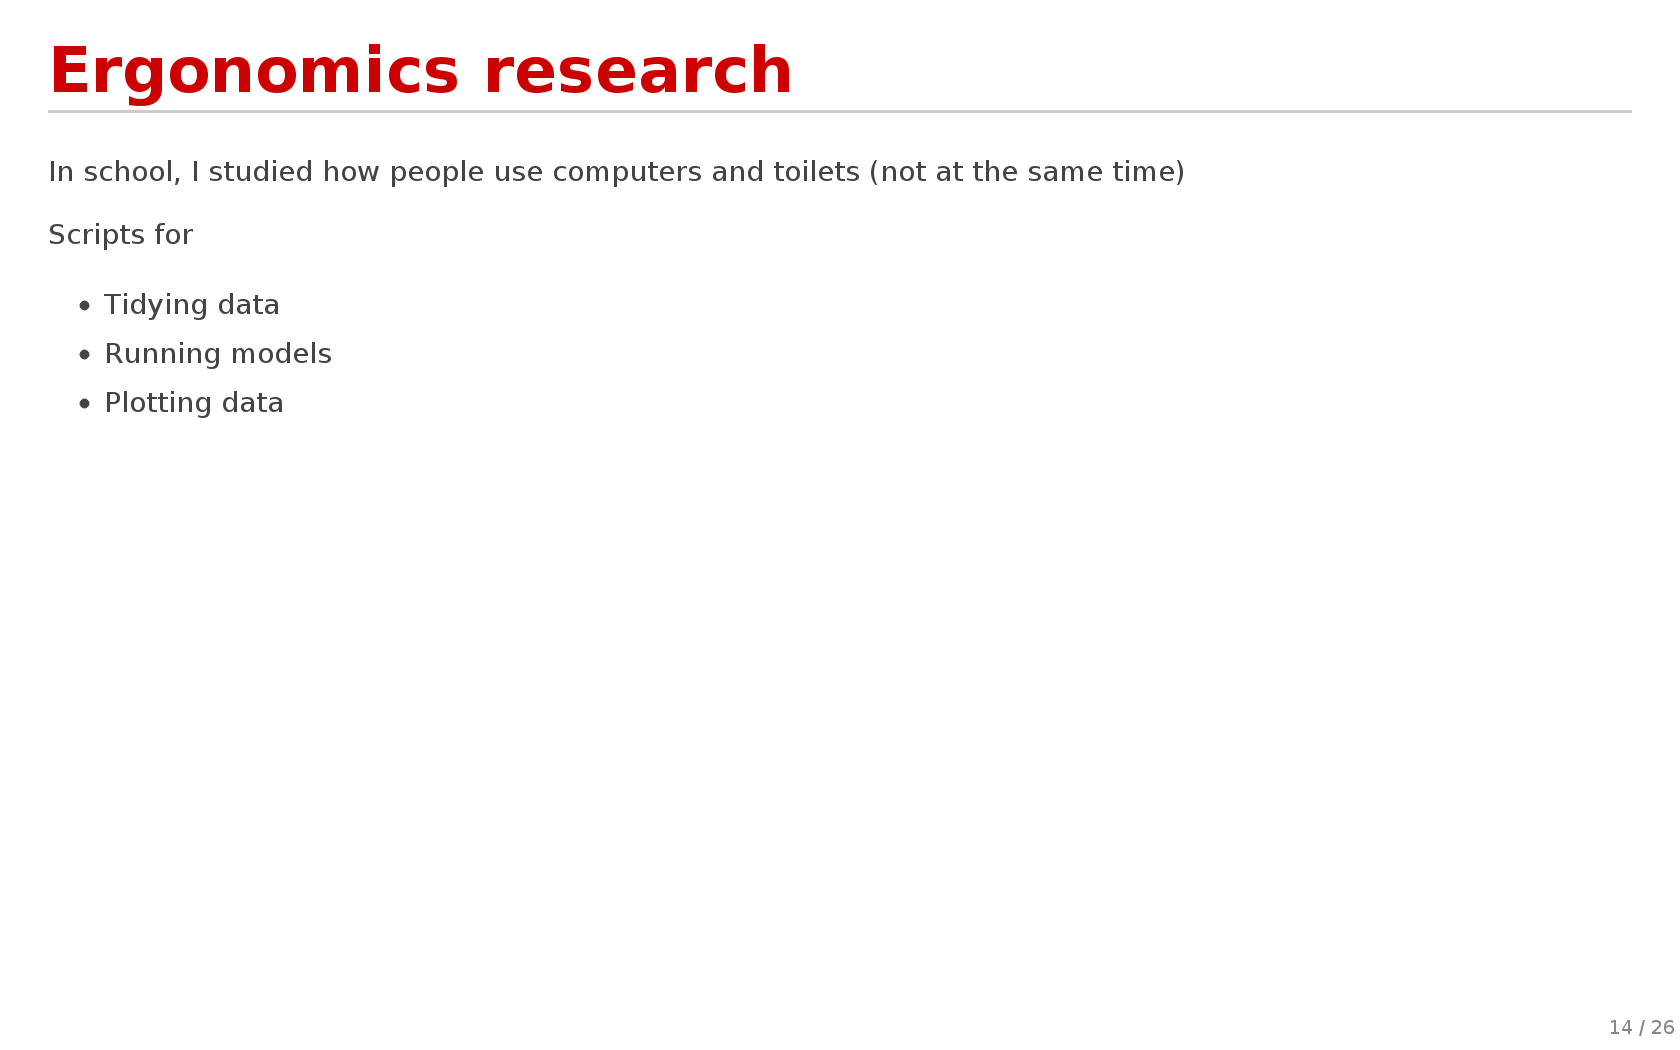 Ergonomics research
In school, I studied how people use computers and toilets (not at the same time)
Scripts for
• Tidying data
• Running models
• Plotting data
14 / 26